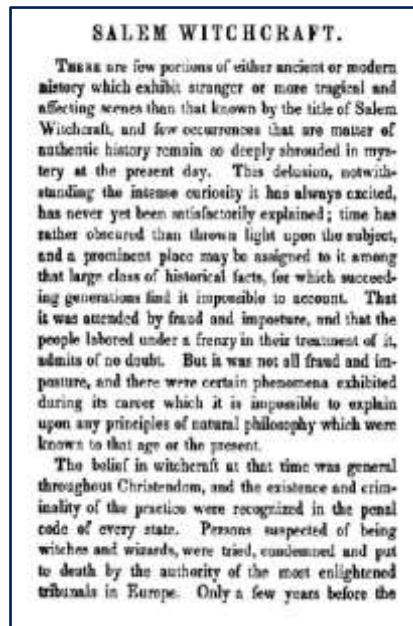 SALEM WITCHCRAFT.
THERE are few portions of either ancient or modern
history which exhibit stranger or more tragical and
affecting scenes than that known by the title of Salem
Witchcraft, and few occurrences that are matter of
authentic history remain so deeply shrouded in mys-
tery at the present day. This delusion, notwith-
standing the intense curiosity it has always excited,
has never yet been satisfactorily explained; time has
rather obscured than thrown light upon the subject,
and a prominent place may be assigned to it among
that large class of historical facts, for which succeed-
ing generations find it impossible to account. That
it was attended by fraud and imposture, and that the
people labored under a frenzy in their treatment of it,
admits of no doubt. But it was not all fraud and im-
posture, and there were certain phenomena exhibited
during its career which it is impossible to explain
upon any principles of natural philosophy which were
known to that age or the present.
The belief in witchcraft at that time was general
throughout Christendom, and the existence and crim-
inality of the practice were recognized in the penal
code of every state. Persons suspected of being
witches and wizards, were tried, condemned and put
to death by the authority of the most enlightened
tribunals in Europe. Only a few years before the